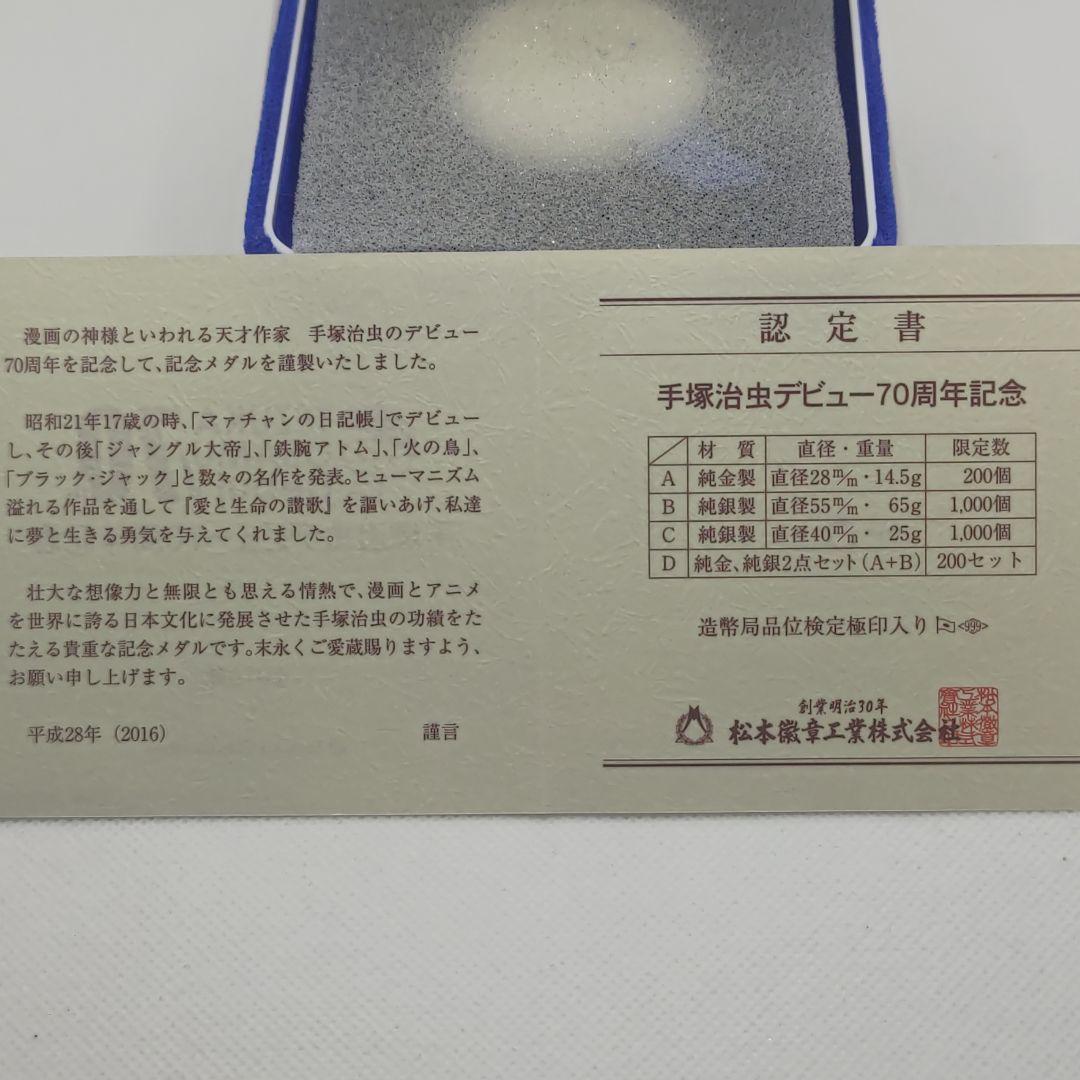 漫画の神様といわれる天才作家　手塚治虫のデビュー
70周年を記念して、記念メダルを謹製いたしました。
昭和21年17歳の時、「マァチャンの日記帳」でデビュー
し、その後「ジャングル大帝」、「鉄腕アトム」、「火の鳥」、
「ブラック・ジャック」と数々の名作を発表。ヒューマニズム
溢れる作品を通して『愛と生命の讃歌』を謳いあげ、私達
に夢と生きる勇気を与えてくれました。
壮大な想像力と無限とも思える情熱で、漫画とアニメ
を世界に誇る日本文化に発展させた手塚治虫の功績をた
たえる貴重な記念メダルです。末永くご愛蔵賜りますよう、
お願い申し上げます。
平成28年（2016）　謹言
認定書
手塚治虫デビュー70周年記念
材質　直径・重量　限定数
A　純金製　直径28m/m・14.5g　200個
B　純銀製　直径55m/m・65g　1,000個
C　純銀製　直径40m/m・25g　1,000個
D　純金、純銀2点セット（A+B）　200セット
造幣局品位検定極印入り <999>
創業明治30年
松本徽章工業株式会社